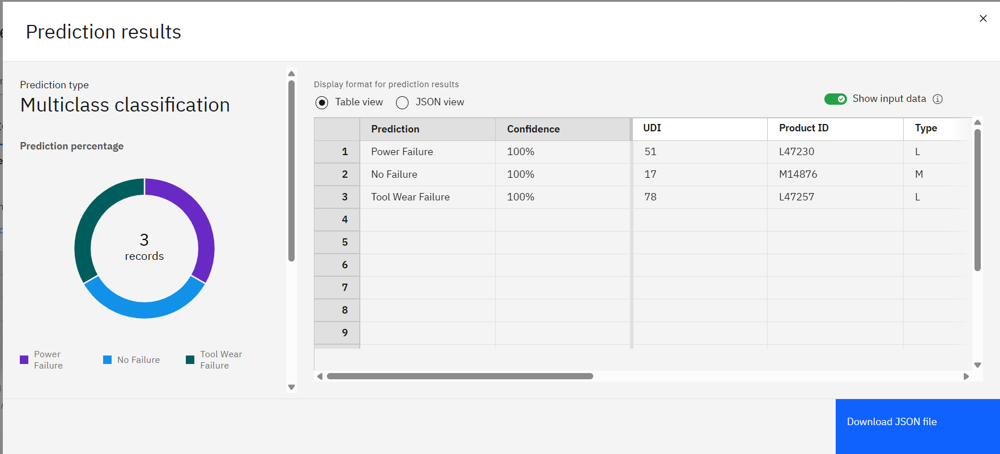 Prediction results
Prediction type
Multiclass classification
Prediction percentage
3
records
Power
Failure
No Failure
Tool Wear
Failure
Display format for prediction results
Table view JSON view
Show input data
Prediction Confidence UDI Product ID Type
1 Power Failure 100% 51 L47230 L
2 No Failure 100% 17 M14876 M
3 Tool Wear Failure 100% 78 L47257 L
4
5
6
7
8
9
Download JSON file